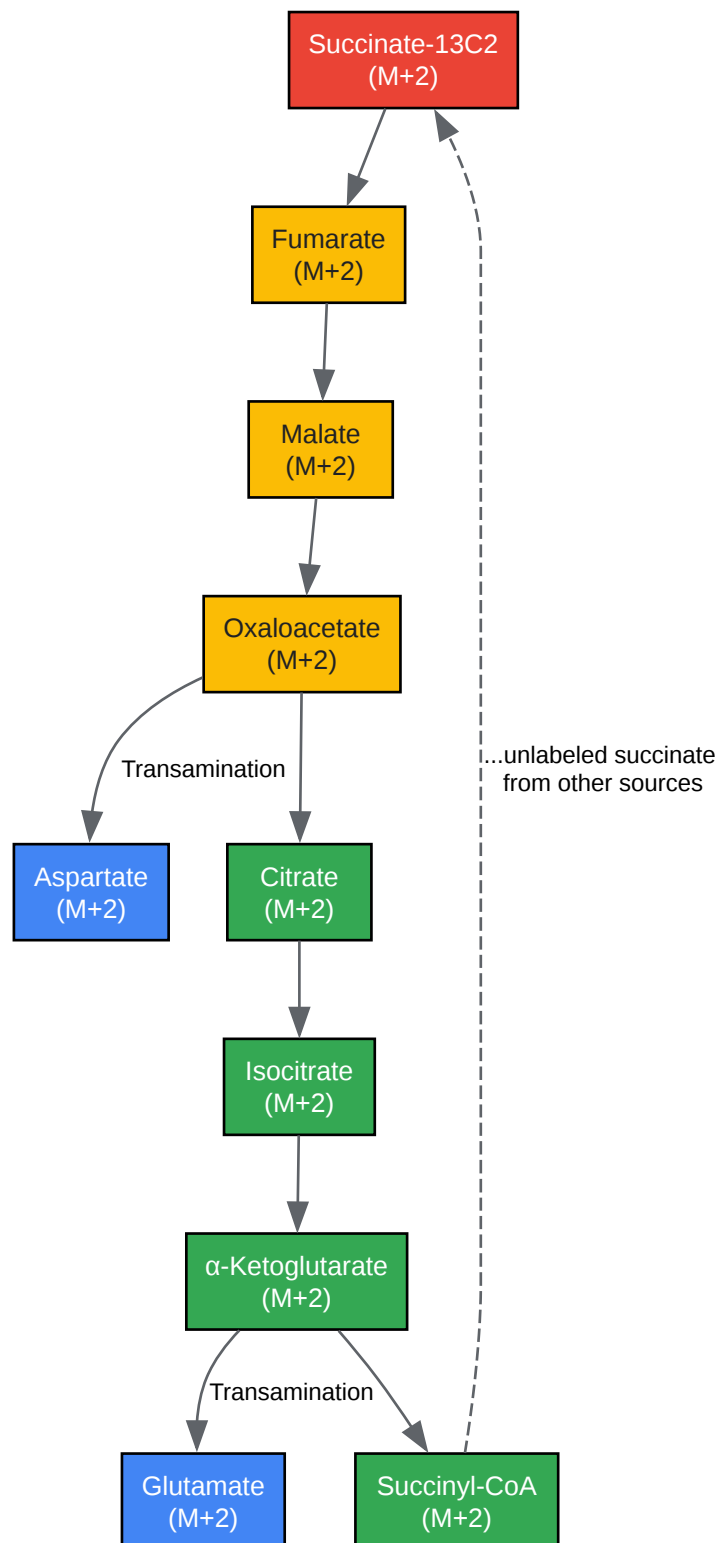 Succinate-13C2
(M+2)
Fumarate
(M+2)
Malate
(M+2)
Oxaloacetate
(M+2)
...unlabeled succinate
from other sources
Transamination
Aspartate
(M+2)
Citrate
(M+2)
Isocitrate
(M+2)
α-Ketoglutarate
(M+2)
Transamination
Glutamate
(M+2)
Succinyl-CoA
(M+2)